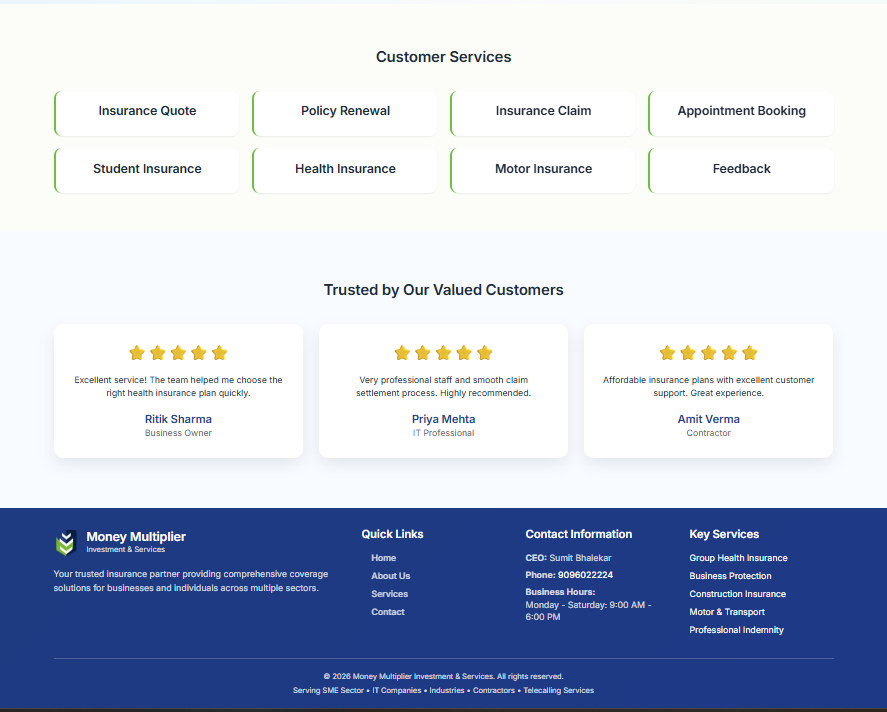 Customer Services
Insurance Quote
Policy Renewal
Insurance Claim
Appointment Booking
Student Insurance
Health Insurance
Motor Insurance
Feedback
Trusted by Our Valued Customers
Excellent service! The team helped me choose the
right health insurance plan quickly.
Ritik Sharma
Business Owner
Very professional staff and smooth claim
settlement process. Highly recommended.
Priya Mehta
IT Professional
Affordable insurance plans with excellent customer
support. Great experience.
Amit Verma
Contractor
Money Multiplier
Investment & Services
Your trusted insurance partner providing comprehensive coverage
solutions for businesses and individuals across multiple sectors.
Quick Links
Home
About Us
Services
Contact
Contact Information
CEO: Sumit Bhalekar
Phone: 9096022224
Business Hours:
Monday - Saturday: 9:00 AM -
6:00 PM
Key Services
Group Health Insurance
Business Protection
Construction Insurance
Motor & Transport
Professional Indemnity
© 2026 Money Multiplier Investment & Services. All rights reserved.
Serving SME Sector • IT Companies • Industries • Contractors • Telecalling Services